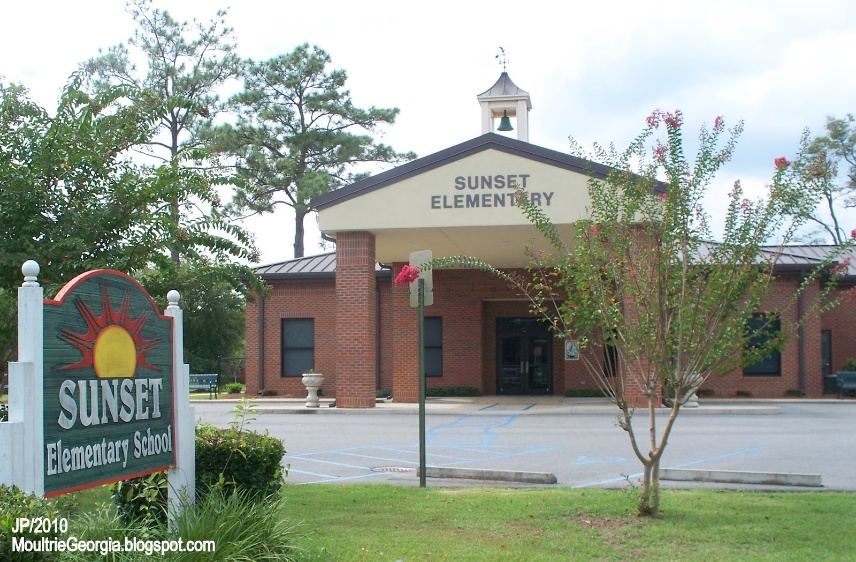 SUNSET
ELEMENTARY
SUNSET
Elementary School
JP/2010
MoultrieGeorgia.blogspot.com